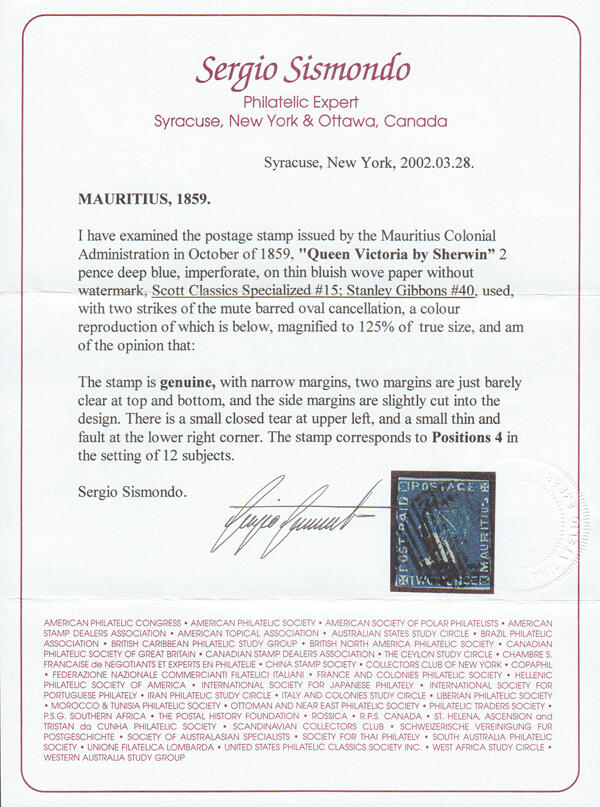 Sergio Sismondo
Philatelic Expert
Syracuse, New York & Ottawa, Canada
Syracuse, New York, 2002.03.28.
MAURITIUS, 1859.
I have examined the postage stamp issued by the Mauritius Colonial
Administration in October of 1859, "Queen Victoria by Sherwin" 2
pence deep blue, imperforate, on thin bluish wove paper without
watermark, Scott Classics Specialized #15; Stanley Gibbons #40, used,
with two strikes of the mute barred oval cancellation, a colour
reproduction of which is below, magnified to 125% of true size, and am
of the opinion that:
The stamp is genuine, with narrow margins, two margins are just barely
clear at top and bottom, and the side margins are slightly cut into the
design. There is a small closed tear at upper left, and a small thin and
fault at the lower right corner. The stamp corresponds to Positions 4 in
the setting of 12 subjects.
Sergio Sismondo.
POSTAGE
POST PAID
MAURITIUS
TWO PENCE
AMERICAN PHILATELIC CONGRESS • AMERICAN PHILATELIC SOCIETY • AMERICAN SOCIETY OF POLAR PHILATELISTS • AMERICAN
STAMP DEALERS ASSOCIATION • AMERICAN TOPICAL ASSOCIATION • AUSTRALIAN STATES STUDY CIRCLE • BRAZIL PHILATELIC
ASSOCIATION • BRITISH CARIBBEAN PHILATELIC STUDY GROUP • BRITISH NORTH AMERICA PHILATELIC SOCIETY • CANADIAN
PHILATELIC SOCIETY OF GREAT BRITAIN • CANADIAN STAMP DEALERS ASSOCIATION • THE CEYLON STUDY CIRCLE • CHAMBRE S.
FRANCAISE de NEGOTIANTS ET EXPERTS EN PHILATELIE • CHINA STAMP SOCIETY • COLLECTORS CLUB OF NEW YORK • COPAPHIL
• FEDERAZIONE NAZIONALE COMMERCIANTI FILATELICI ITALIANI • FRANCE AND COLONIES PHILATELIC SOCIETY • HELLENIC
PHILATELIC SOCIETY OF AMERICA • INTERNATIONAL SOCIETY FOR JAPANESE PHILATELY • INTERNATIONAL SOCIETY FOR
PORTUGUESE PHILATELY • IRAN PHILATELIC STUDY CIRCLE • ITALY AND COLONIES STUDY CIRCLE • LIBERIAN PHILATELIC SOCIETY
• MOROCCO & TUNISIA PHILATELIC SOCIETY • OTTOMAN AND NEAR EAST PHILATELIC SOCIETY • PHILATELIC TRADERS SOCIETY •
P.S.G. SOUTHERN AFRICA • THE POSTAL HISTORY FOUNDATION • ROSSICA • R.P.S. CANADA • ST. HELENA, ASCENSION and
TRISTAN da CUNHA PHILATELIC SOCIETY • SCANDINAVIAN COLLECTORS CLUB • SCHWEIZERISCHE VEREINIGUNG FUR
POSTGESCHICHTE • SOCIETY OF AUSTRALASIAN SPECIALISTS • SOCIETY FOR THAI PHILATELY • SOUTH AUSTRALIA PHILATELIC
SOCIETY • UNIONE FILATELICA LOMBARDA • UNITED STATES PHILATELIC CLASSICS SOCIETY INC. • WEST AFRICA STUDY CIRCLE •
WESTERN AUSTRALIA STUDY GROUP